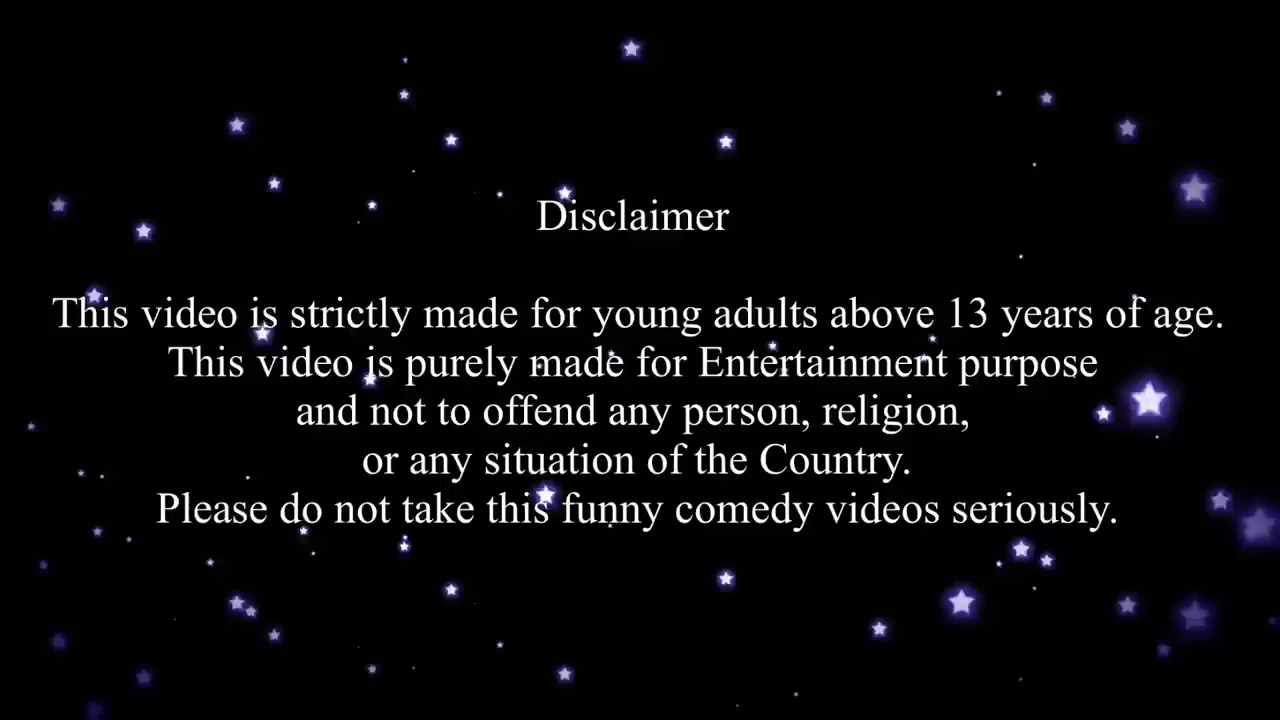 Disclaimer
This video is strictly made for young adults above 13 years of age.
This video is purely made for Entertainment purpose
and not to offend any person, religion,
or any situation of the Country.
Please do not take this funny comedy videos seriously.